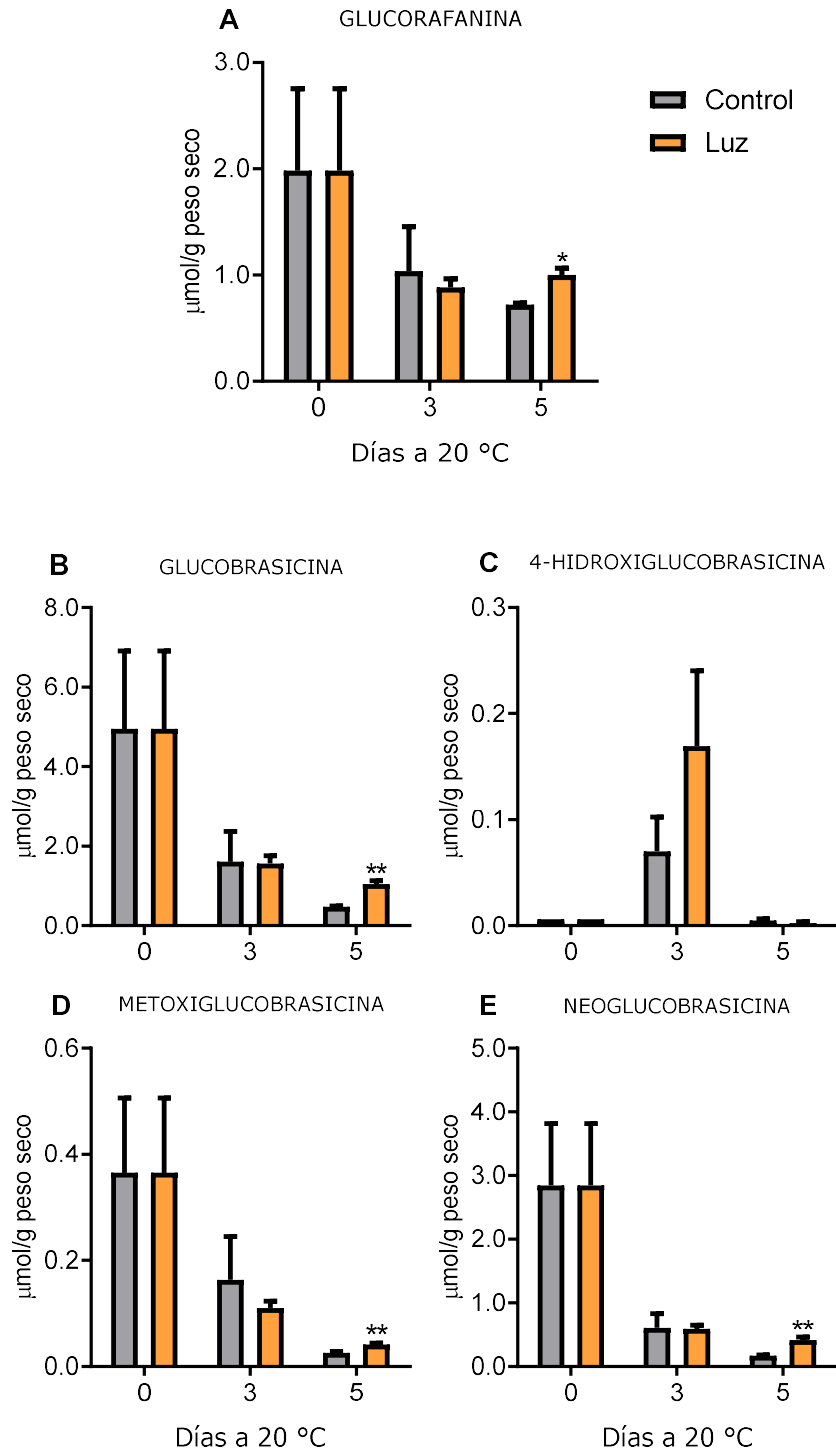 A
GLUCORAFANINA
3.0
2.0
1.0
0.0
µmol/g peso seco
*
0 3 5
Días a 20 °C
Control
Luz
B
GLUCOBRASICINA
8.0
6.0
4.0
2.0
0.0
µmol/g peso seco
**
0 3 5
C
4-HIDROXIGLUCOBRASICINA
0.3
0.2
0.1
0.0
µmol/g peso seco
0 3 5
D
METOXIGLUCOBRASICINA
0.6
0.4
0.2
0.0
µmol/g peso seco
**
0 3 5
Días a 20 °C
E
NEOGLUCOBRASICINA
5.0
4.0
3.0
2.0
1.0
0.0
µmol/g peso seco
**
0 3 5
Días a 20 °C